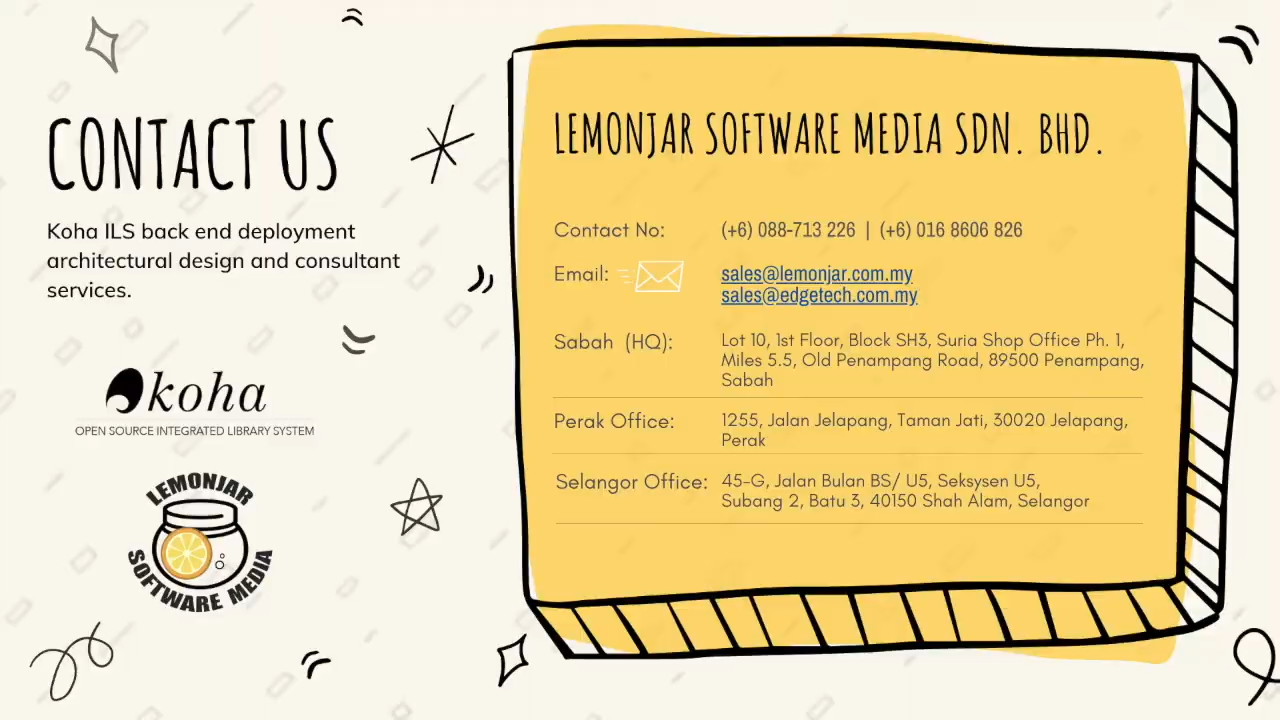 CONTACT US
Koha ILS back end deployment
architectural design and consultant
services.
koha
OPEN SOURCE INTEGRATED LIBRARY SYSTEM
LEMONJAR
SOFTWARE MEDIA
LEMONJAR SOFTWARE MEDIA SDN. BHD.
Contact No: (+6) 088-713 226 | (+6) 016 8606 826
Email: sales@lemonjar.com.my
sales@edgetech.com.my
Sabah (HQ): Lot 10, 1st Floor, Block SH3, Suria Shop Office Ph. 1,
Miles 5.5, Old Penampang Road, 89500 Penampang,
Sabah
Perak Office: 1255, Jalan Jelapang, Taman Jati, 30020 Jelapang,
Perak
Selangor Office: 45-G, Jalan Bulan BS/ U5, Seksysen U5,
Subang 2, Batu 3, 40150 Shah Alam, Selangor